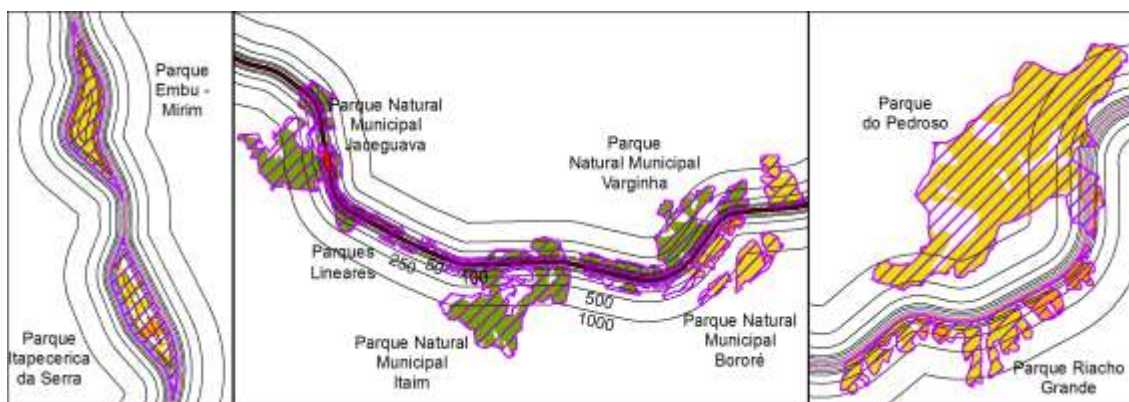 Parque
Embu -
Mirim
Parque
Itapecerica
da Serra
Parque Natural
Municipal
Jaceguava
Parques
Lineares
250
50
100
500
1000
Parque Natural
Municipal
Itaim
Parque
Natural Municipal
Varginha
Parque Natural
Municipal
Bororé
Parque
do Pedroso
Parque Riacho
Grande